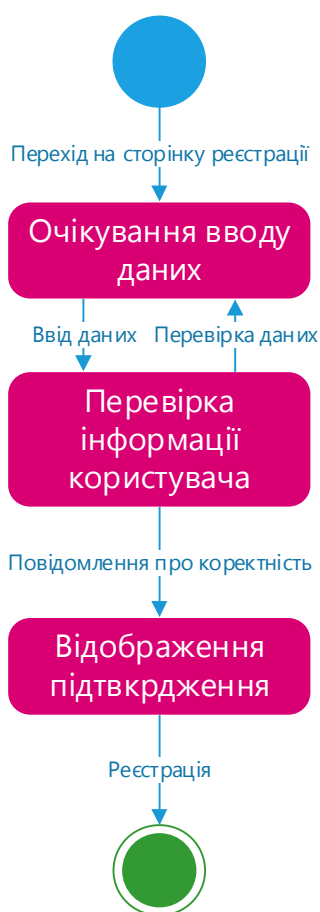 Перехід на сторінку реєстрації
Очікування вводу
даних
Ввід даних
Перевірка даних
Перевірка
інформації
користувача
Повідомлення про коректність
Відображення
підтвкрдження
Реєстрація